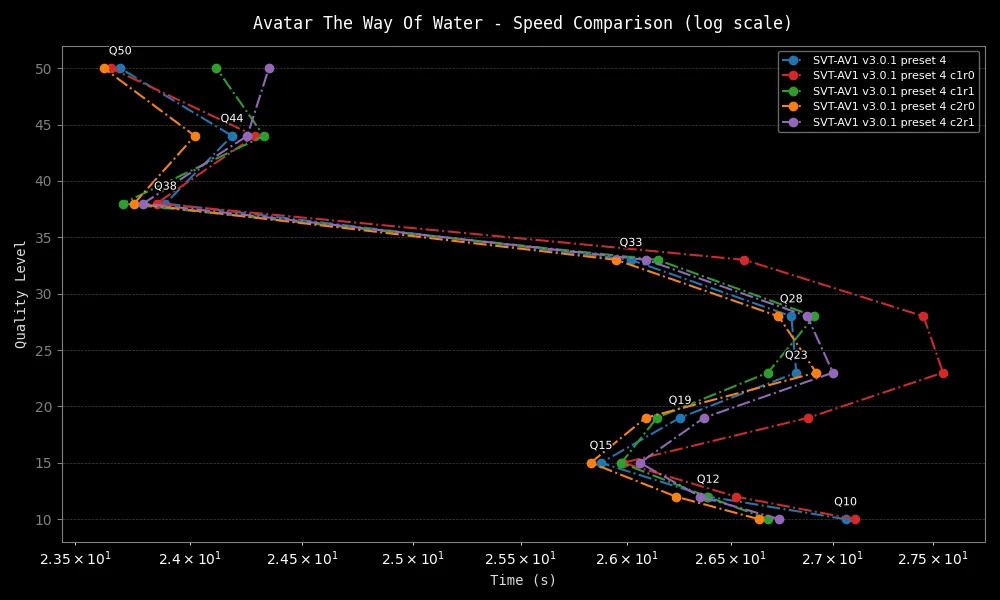 Avatar The Way Of Water - Speed Comparison (log scale)
SVT-AV1 v3.0.1 preset 4
SVT-AV1 v3.0.1 preset 4 c1r0
SVT-AV1 v3.0.1 preset 4 c1r1
SVT-AV1 v3.0.1 preset 4 c2r0
SVT-AV1 v3.0.1 preset 4 c2r1
Quality Level
50
45
40
35
30
25
20
15
10
Q50
Q44
Q38
Q33
Q28
Q23
Q19
Q15
Q12
Q10
2.35 × 10¹ 2.4 × 10¹ 2.45 × 10¹ 2.5 × 10¹ 2.55 × 10¹ 2.6 × 10¹ 2.65 × 10¹ 2.7 × 10¹ 2.75 × 10¹
Time (s)